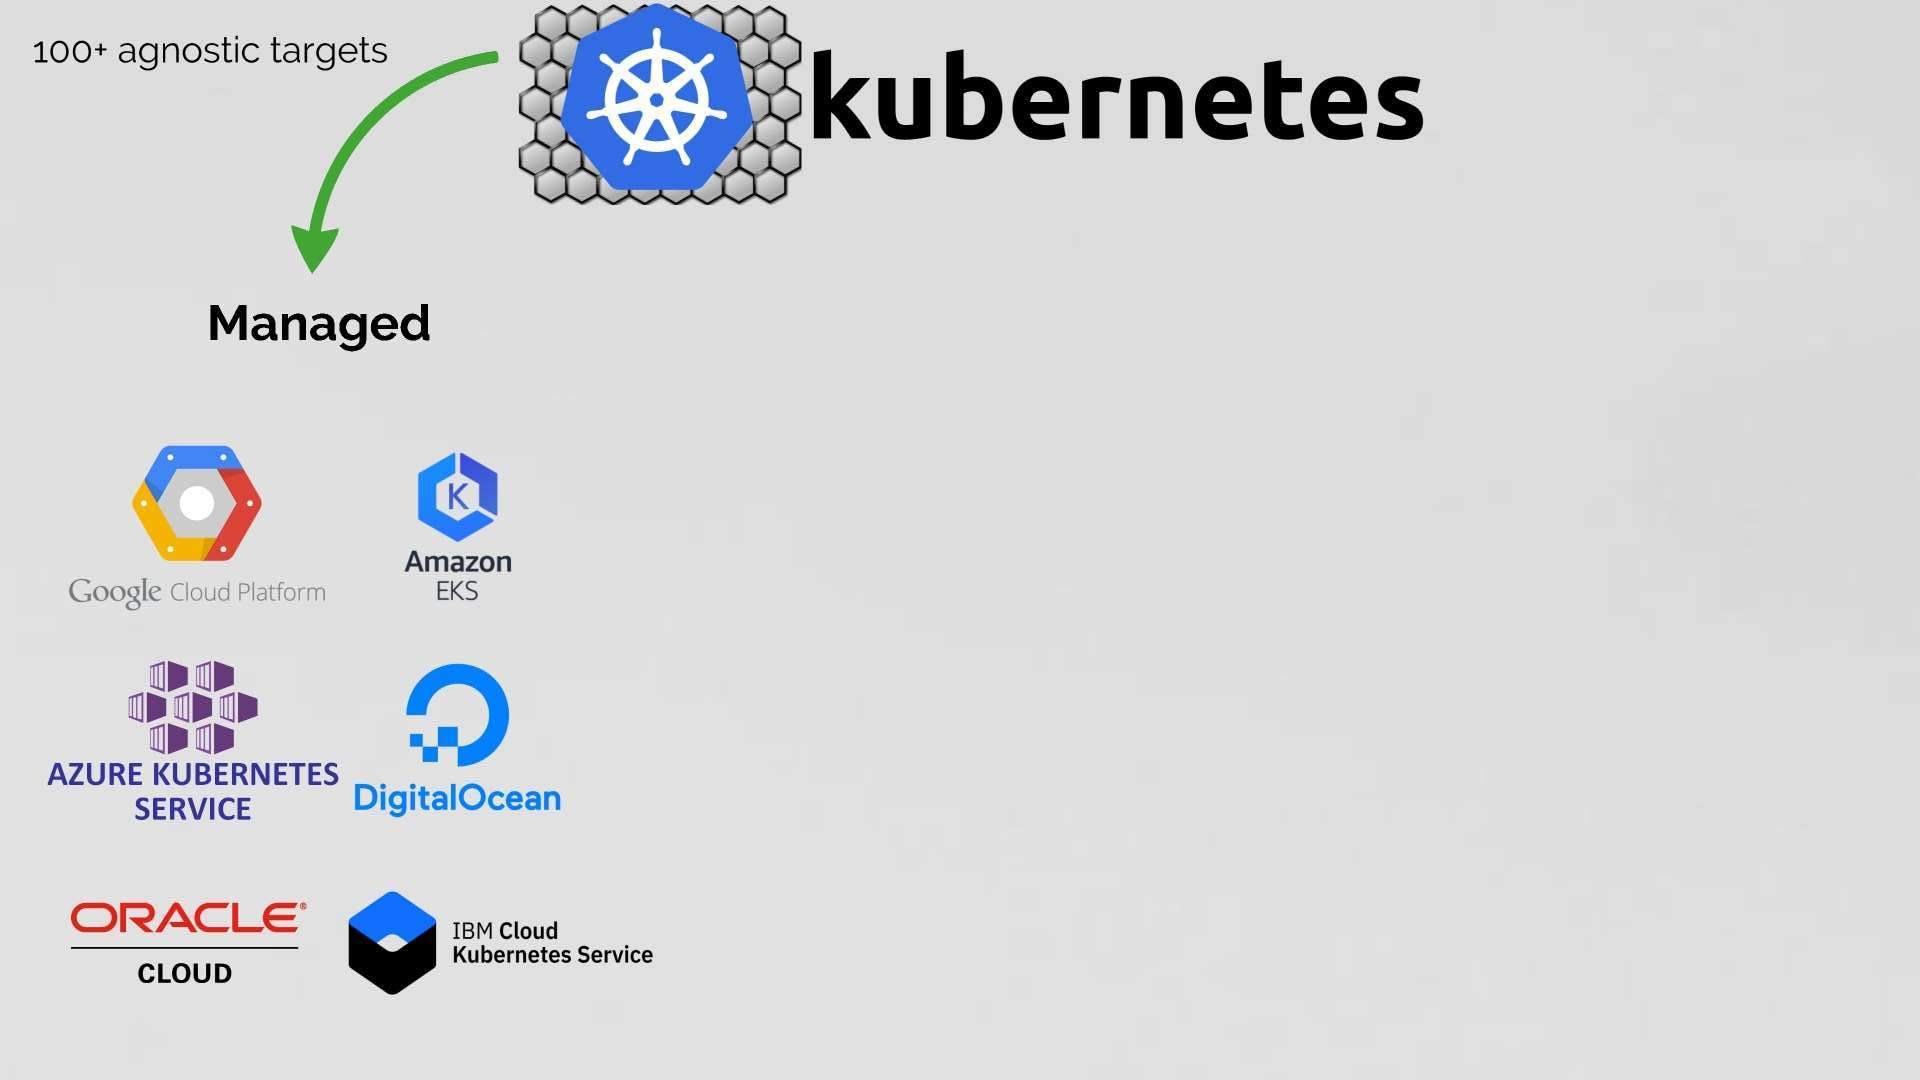 100+ agnostic targets
kubernetes
Managed
Google Cloud Platform
K
Amazon
EKS
AZURE KUBERNETES
SERVICE
DigitalOcean
ORACLE®
CLOUD
IBM Cloud
Kubernetes Service